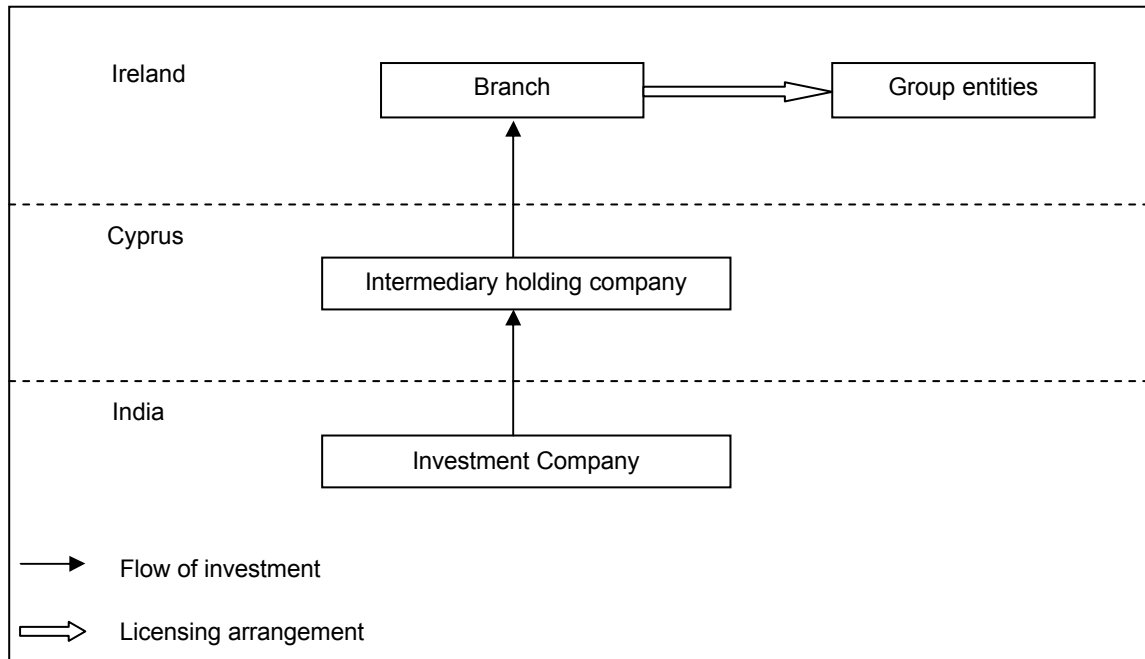 Ireland
Branch
Group entities
Cyprus
Intermediary holding company
India
Investment Company
Flow of investment
Licensing arrangement